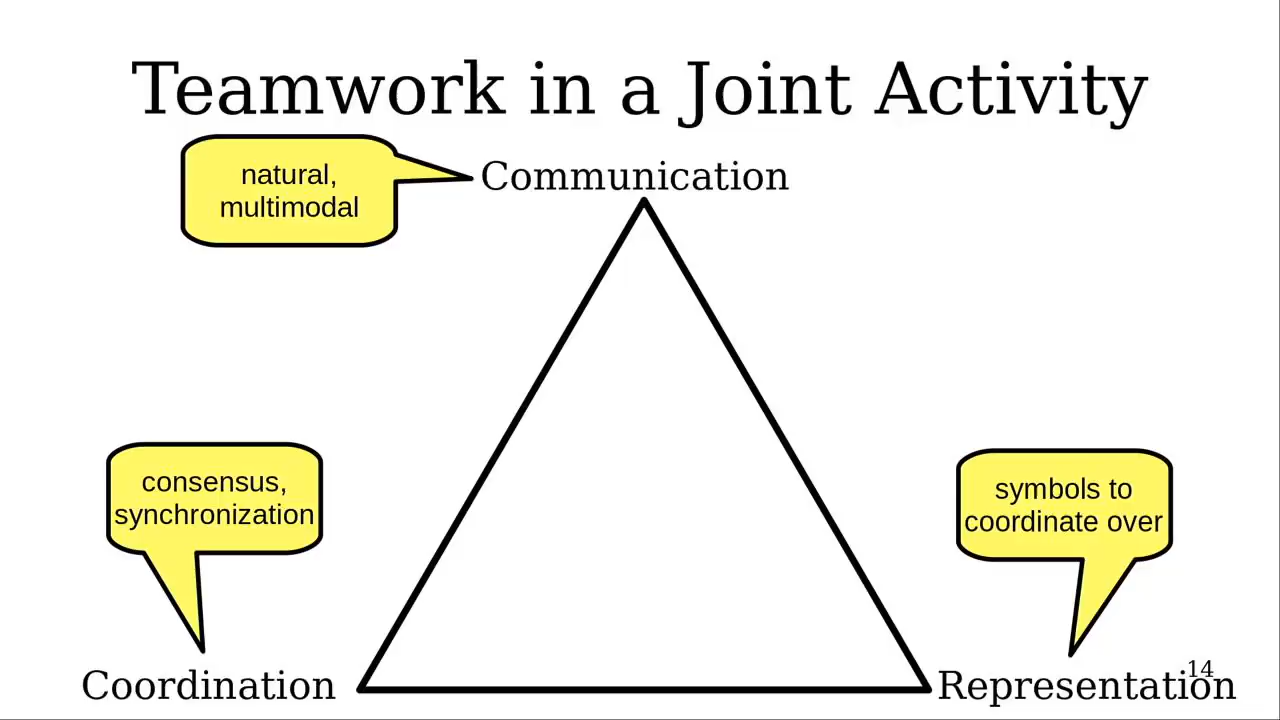 Teamwork in a Joint Activity
natural,
multimodal
Communication
consensus,
synchronization
symbols to
coordinate over
Coordination
Representation
14